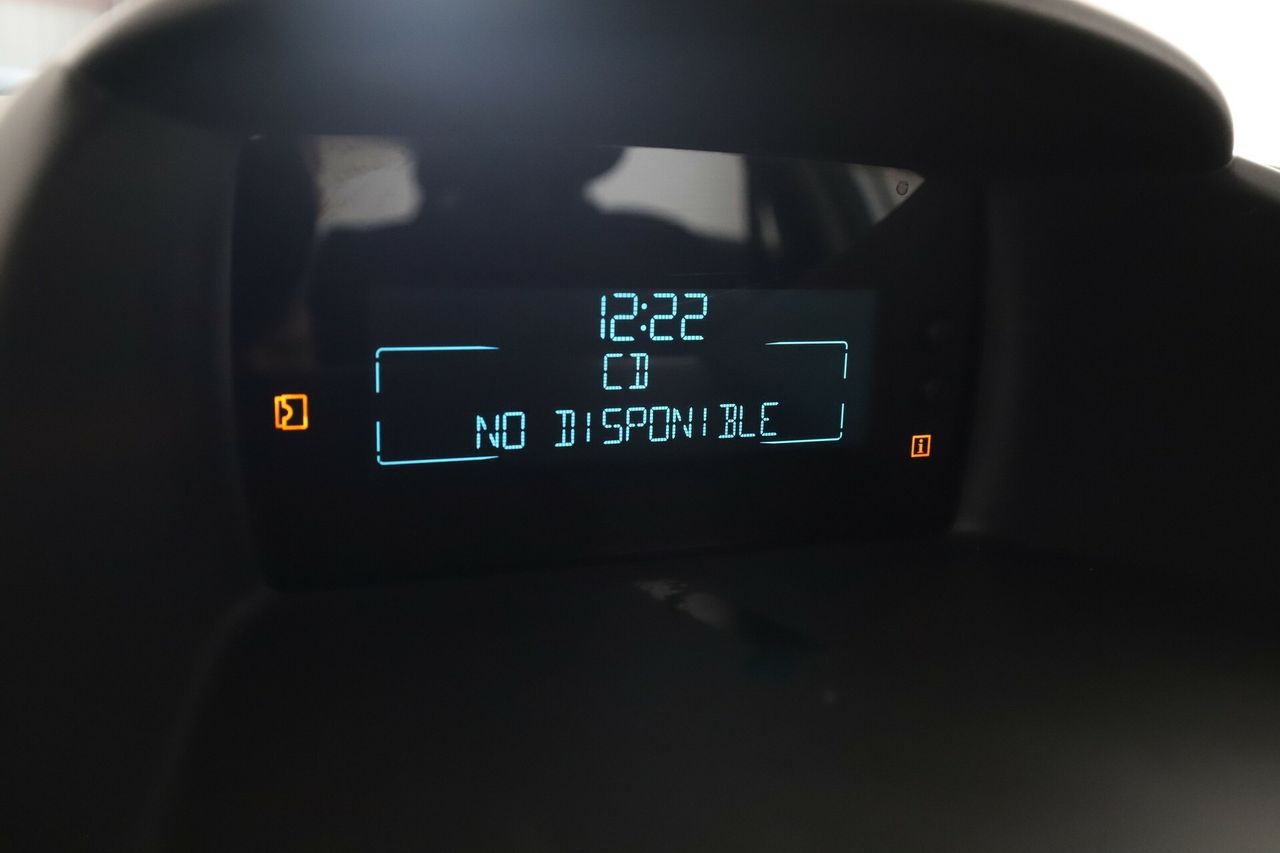 12:22
CD
NO DISPONIBLE
i